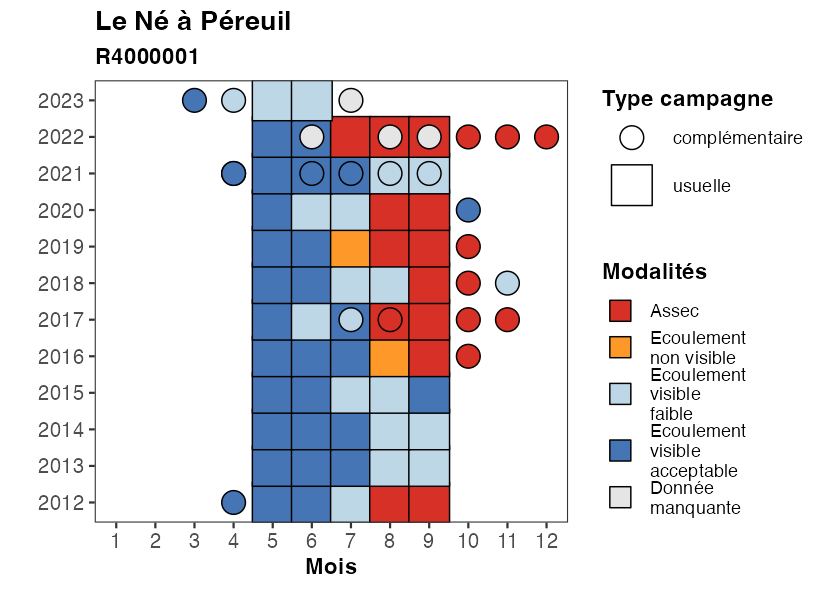 Le Né à Péreuil
R4000001
2023
2022
2021
2020
2019
2018
2017
2016
2015
2014
2013
2012
1 2 3 4 5 6 7 8 9 10 11 12
Mois
Type campagne
complémentaire
usuelle
Modalités
Assec
Ecoulement
non visible
Ecoulement
visible
faible
Ecoulement
visible
acceptable
Donnée
manquante